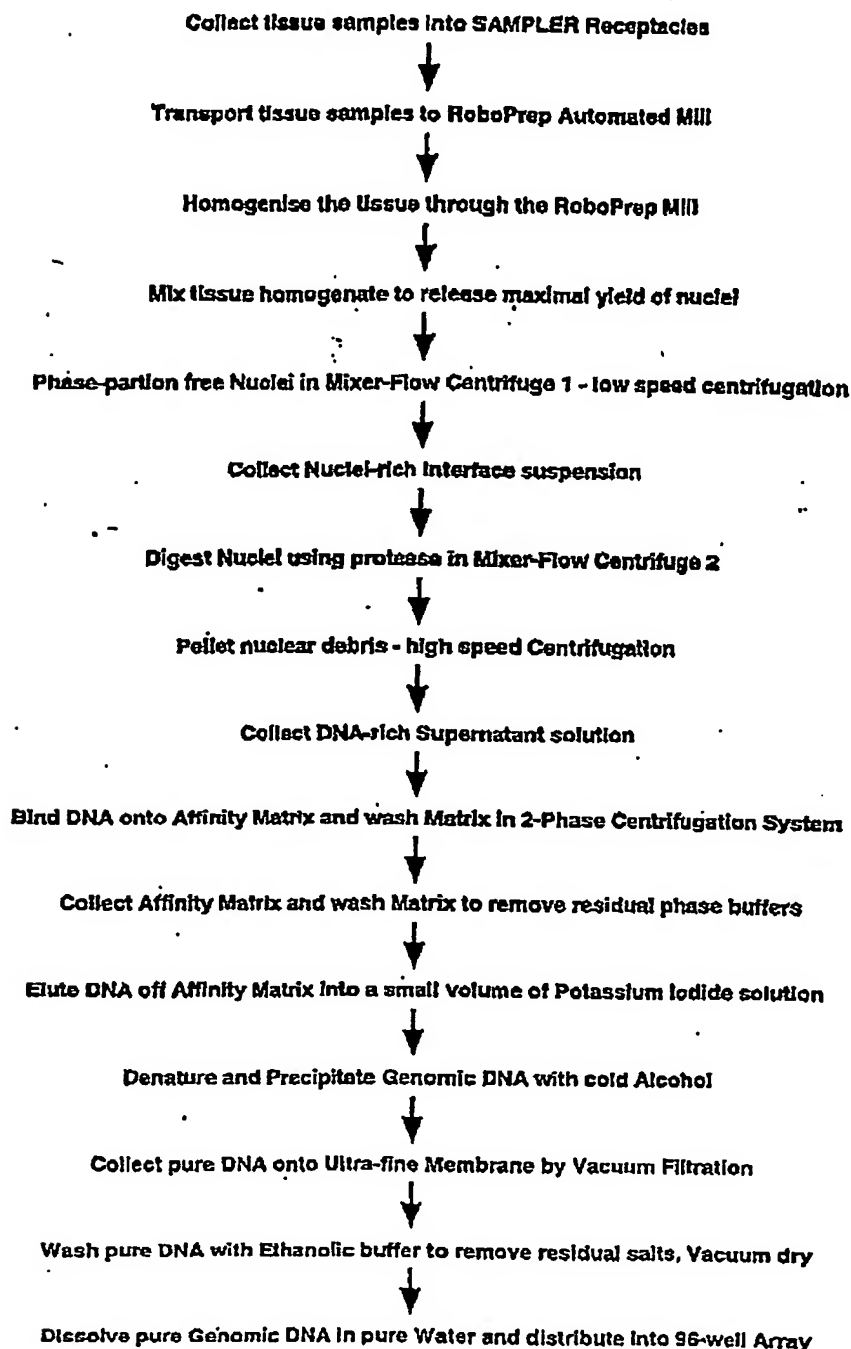 Collect tissue samples into SAMPLER Receptacles
Transport tissue samples to RoboPrep Automated Mill
Homogenise the tissue through the RoboPrep Mill
Mix tissue homogenate to release maximal yield of nuclei
Phase-partion free Nuclei in Mixer-Flow Centrifuge 1 - low speed centrifugation
Collect Nuclei-rich Interface suspension
Digest Nuclei using protease in Mixer-Flow Centrifuge 2
Pellet nuclear debris - high speed Centrifugation
Collect DNA-rich Supernatant solution
Bind DNA onto Affinity Matrix and wash Matrix in 2-Phase Centrifugation System
Collect Affinity Matrix and wash Matrix to remove residual phase buffers
Elute DNA off Affinity Matrix into a small volume of Potassium Iodide solution
Denature and Precipitate Genomic DNA with cold Alcohol
Collect pure DNA onto Ultra-fine Membrane by Vacuum Filtration
Wash pure DNA with Ethanolic buffer to remove residual salts, Vacuum dry
Dissolve pure Genomic DNA in pure Water and distribute into 96-well Array